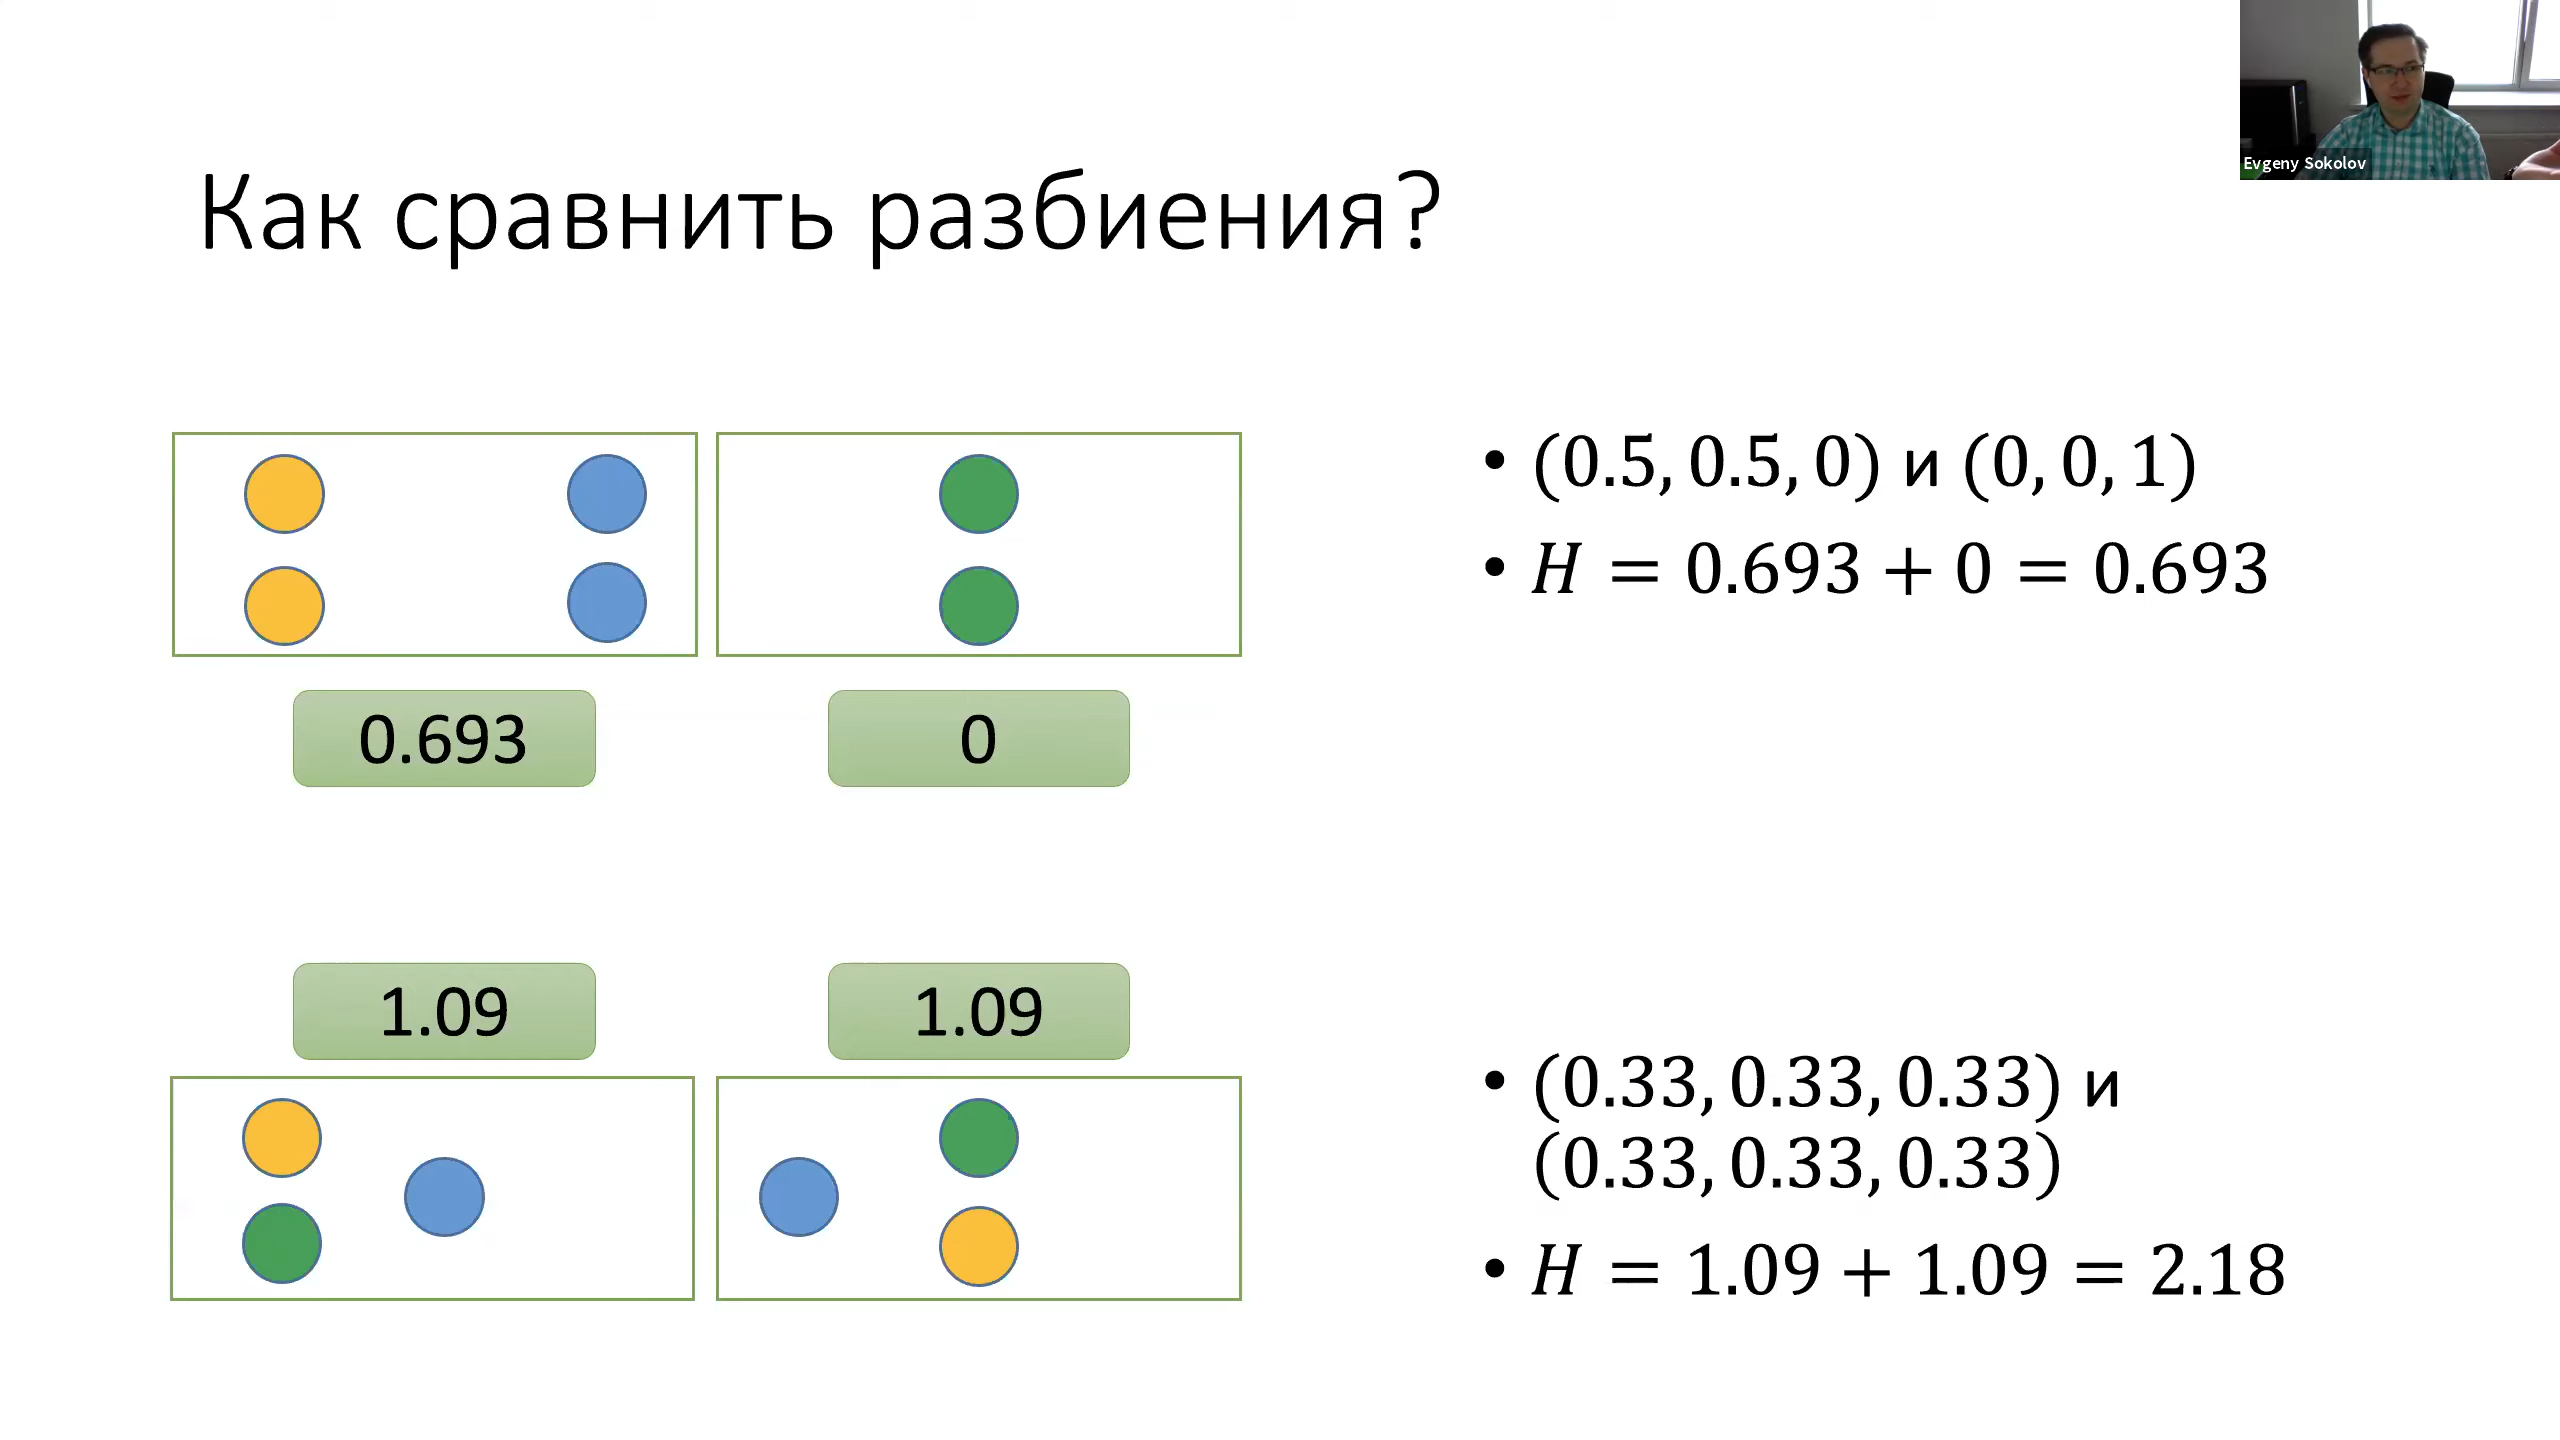 Evgeny Sokolov
Как сравнить разбиения?
0.693
0
• (0.5, 0.5, 0) и (0, 0, 1)
• H = 0.693 + 0 = 0.693
1.09
1.09
• (0.33, 0.33, 0.33) и
(0.33, 0.33, 0.33)
• H = 1.09 + 1.09 = 2.18